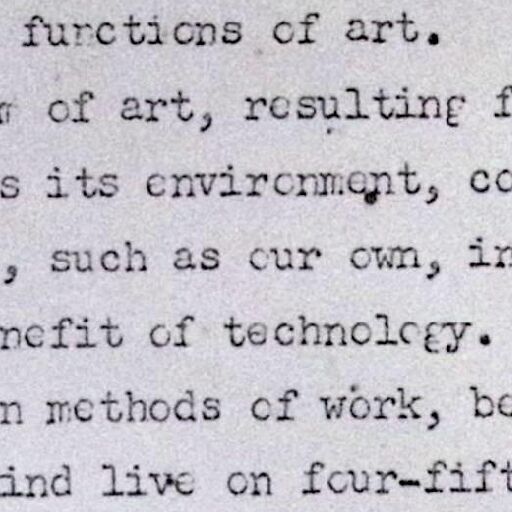 functions of art.
of art, resulting f
s its environment, co
, such as our own, in
nefit of technology.
n methods of work, be
ind live on four-fift